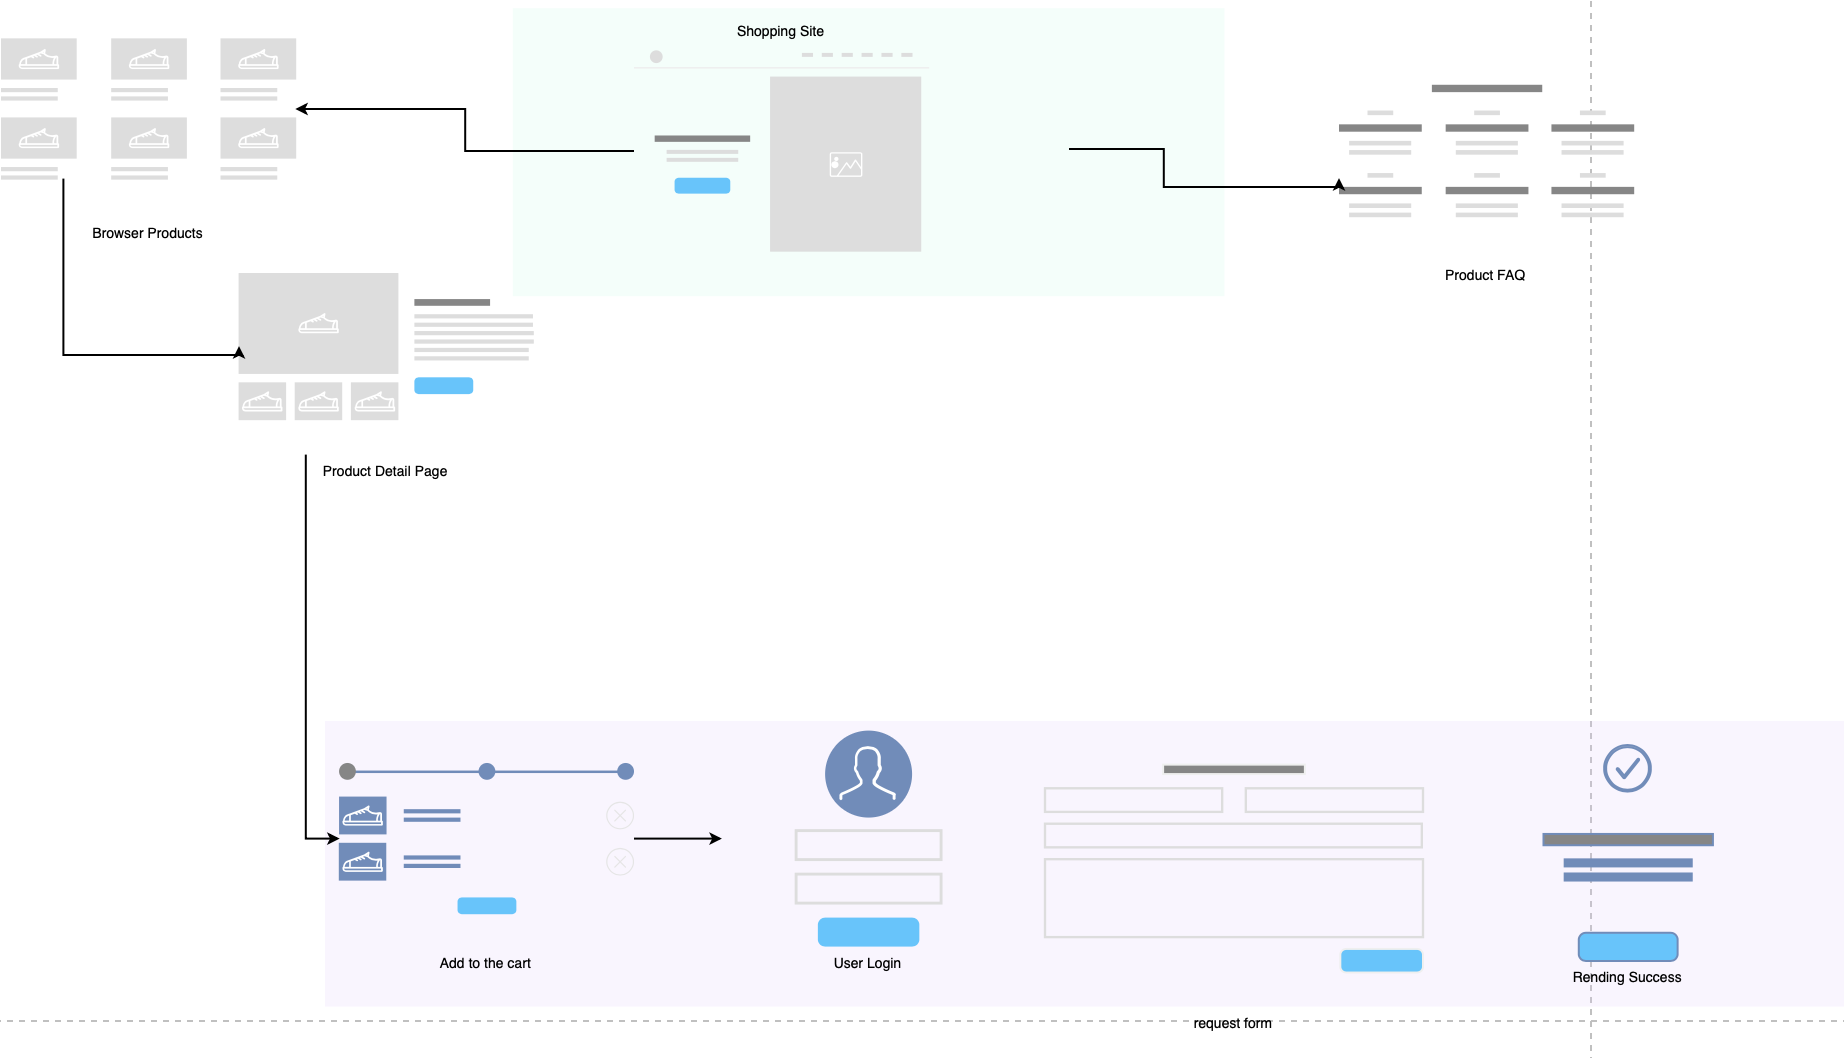 Shopping Site
Browser Products
Product FAQ
Product Detail Page
Add to the cart
User Login
Rending Success
request form